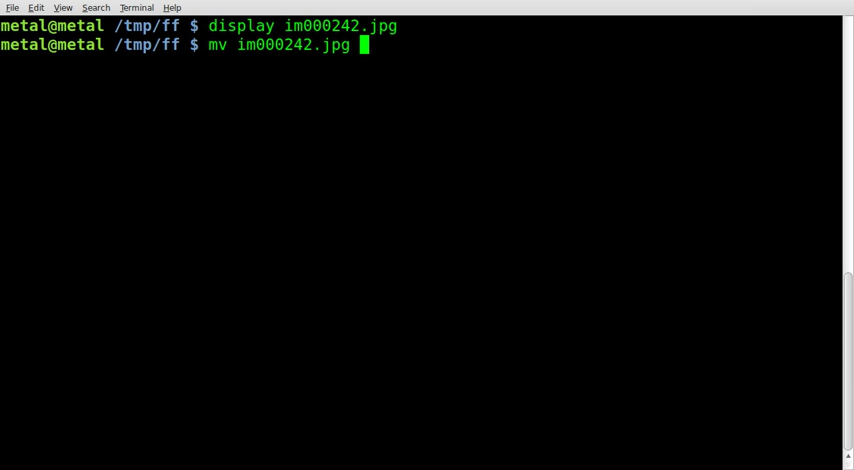 File Edit View Search Terminal Help
metal@metal /tmp/ff $ display im000242.jpg
metal@metal /tmp/ff $ mv im000242.jpg